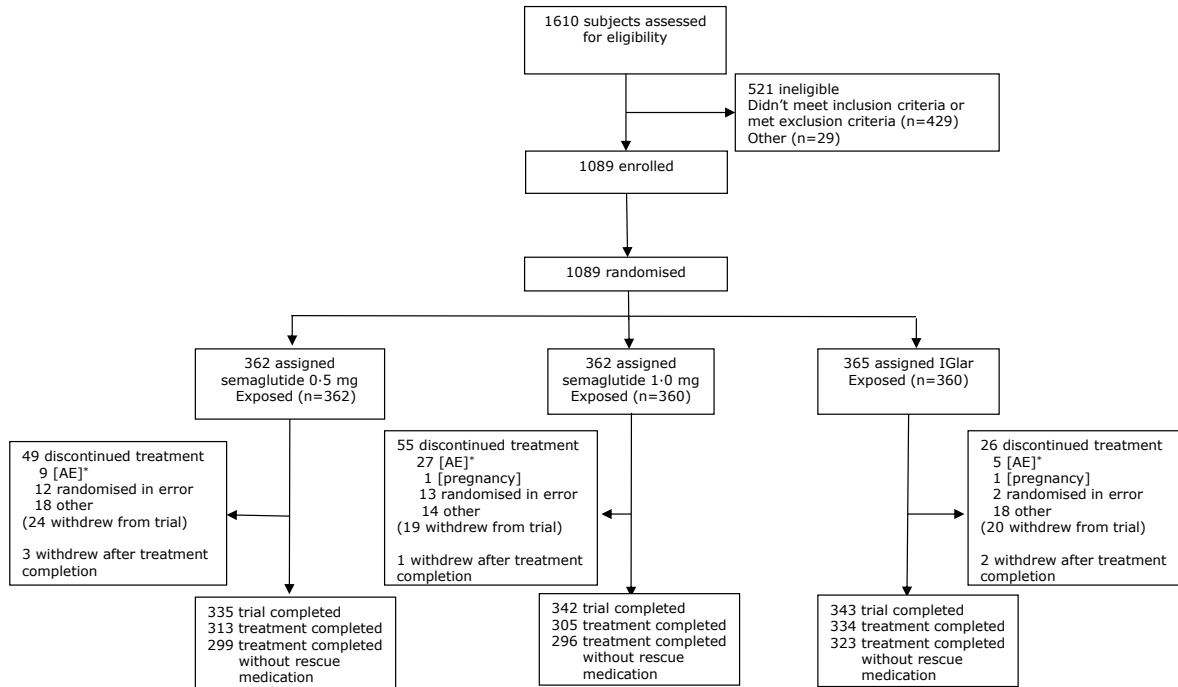 1610 subjects assessed
for eligibility
521 ineligible
Didn't meet inclusion criteria or
met exclusion criteria (n=429)
Other (n=29)
1089 enrolled
1089 randomised
362 assigned
semaglutide 0·5 mg
Exposed (n=362)
362 assigned
semaglutide 1·0 mg
Exposed (n=360)
365 assigned IGlar
Exposed (n=360)
49 discontinued treatment
9 [AE]*
12 randomised in error
18 other
(24 withdrew from trial)
3 withdrew after treatment
completion
55 discontinued treatment
27 [AE]*
1 [pregnancy]
13 randomised in error
14 other
(19 withdrew from trial)
1 withdrew after treatment
completion
26 discontinued treatment
5 [AE]*
1 [pregnancy]
2 randomised in error
18 other
(20 withdrew from trial)
2 withdrew after treatment
completion
335 trial completed
313 treatment completed
299 treatment completed
without rescue
medication
342 trial completed
305 treatment completed
296 treatment completed
without rescue
medication
343 trial completed
334 treatment completed
323 treatment completed
without rescue
medication